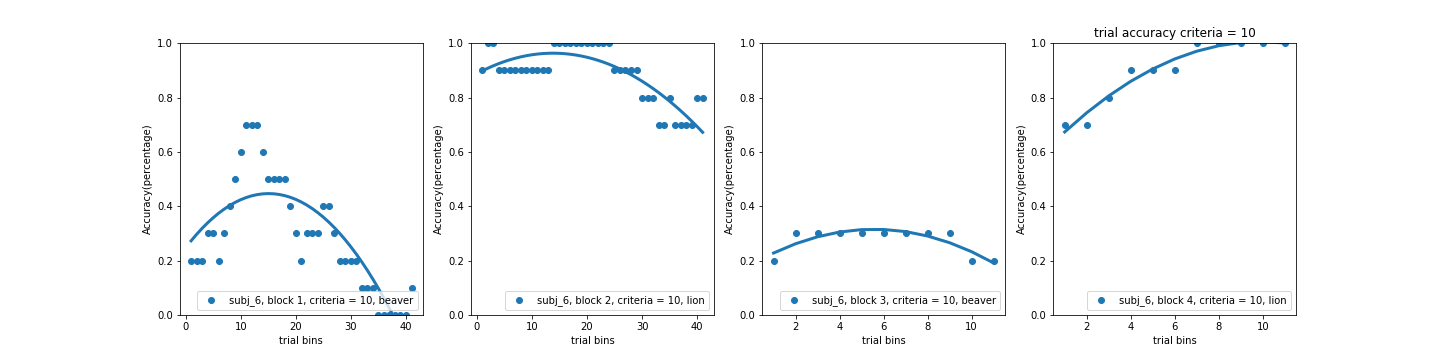 trial accuracy criteria = 10
1.0
0.8
0.6
0.4
0.2
0.0
Accuracy(percentage)
0 10 20 30 40
trial bins
subj_6, block 1, criteria = 10, beaver
1.0
0.8
0.6
0.4
0.2
0.0
Accuracy(percentage)
0 10 20 30 40
trial bins
subj_6, block 2, criteria = 10, lion
1.0
0.8
0.6
0.4
0.2
0.0
Accuracy(percentage)
2 4 6 8 10
trial bins
subj_6, block 3, criteria = 10, beaver
1.0
0.8
0.6
0.4
0.2
0.0
Accuracy(percentage)
2 4 6 8 10
trial bins
subj_6, block 4, criteria = 10, lion